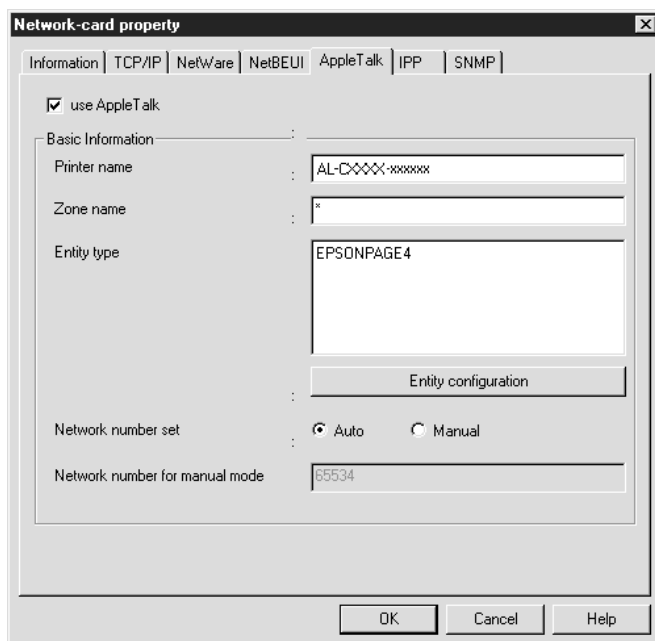 Network-card property
Information TCP/IP NetWare NetBEUI AppleTalk IPP SNMP
use AppleTalk
Basic Information :
Printer name : AL-CXXXX-xxxxxx
Zone name : *
Entity type EPSONPAGE4
Entity configuration
:
Network number set : Auto Manual
Network number for manual mode 65534
OK Cancel Help